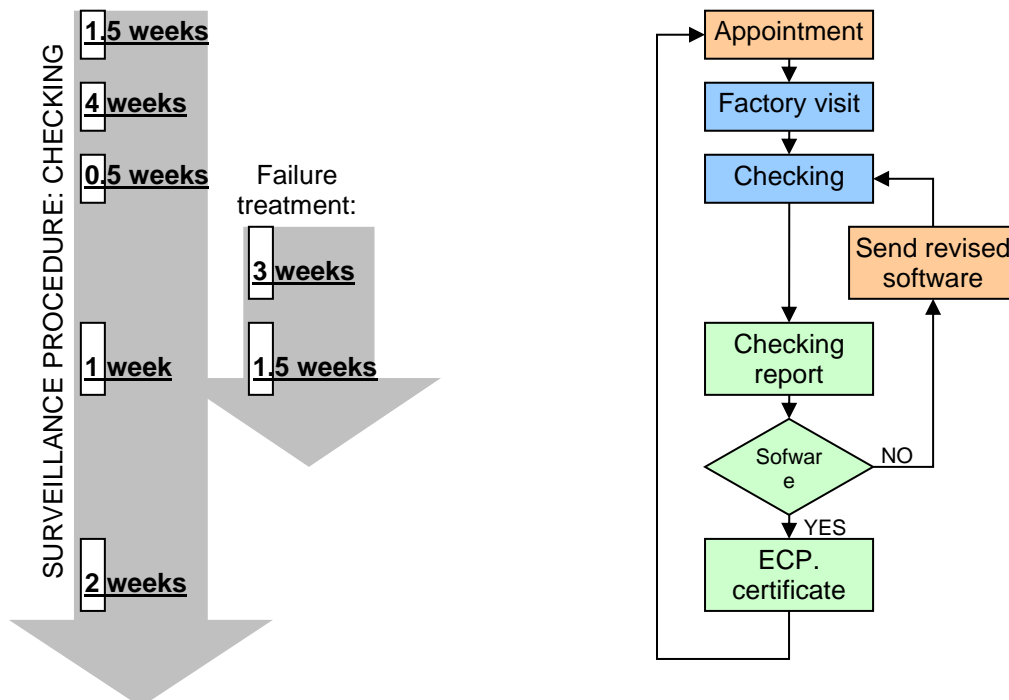 SURVEILLANCE PROCEDURE: CHECKING
1.5 weeks
4 weeks
0.5 weeks
1 week
2 weeks
Failure
treatment:
3 weeks
1.5 weeks
Appointment
Factory visit
Checking
Send revised
software
Checking
report
Sofwar
e
NO
YES
ECP.
certificate